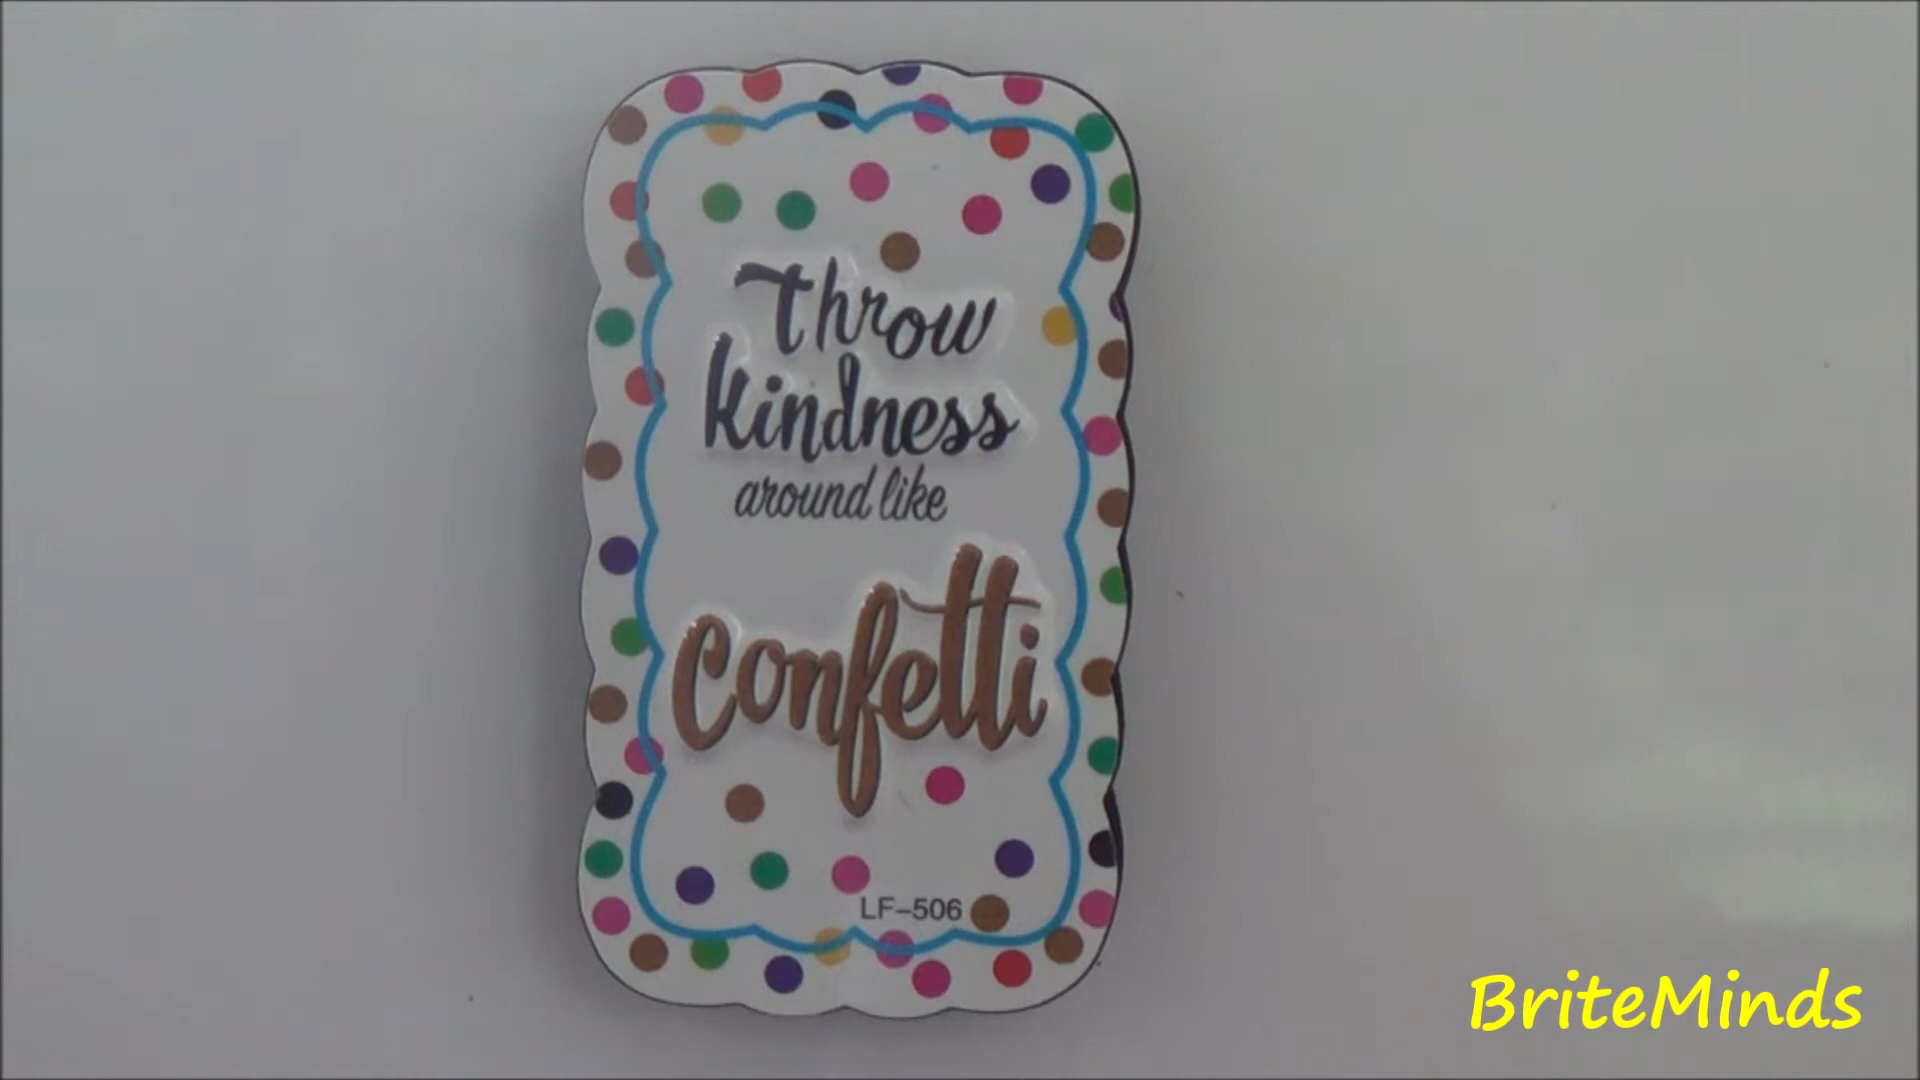 Throw
kindness
around like
Confetti
LF-506
BriteMinds